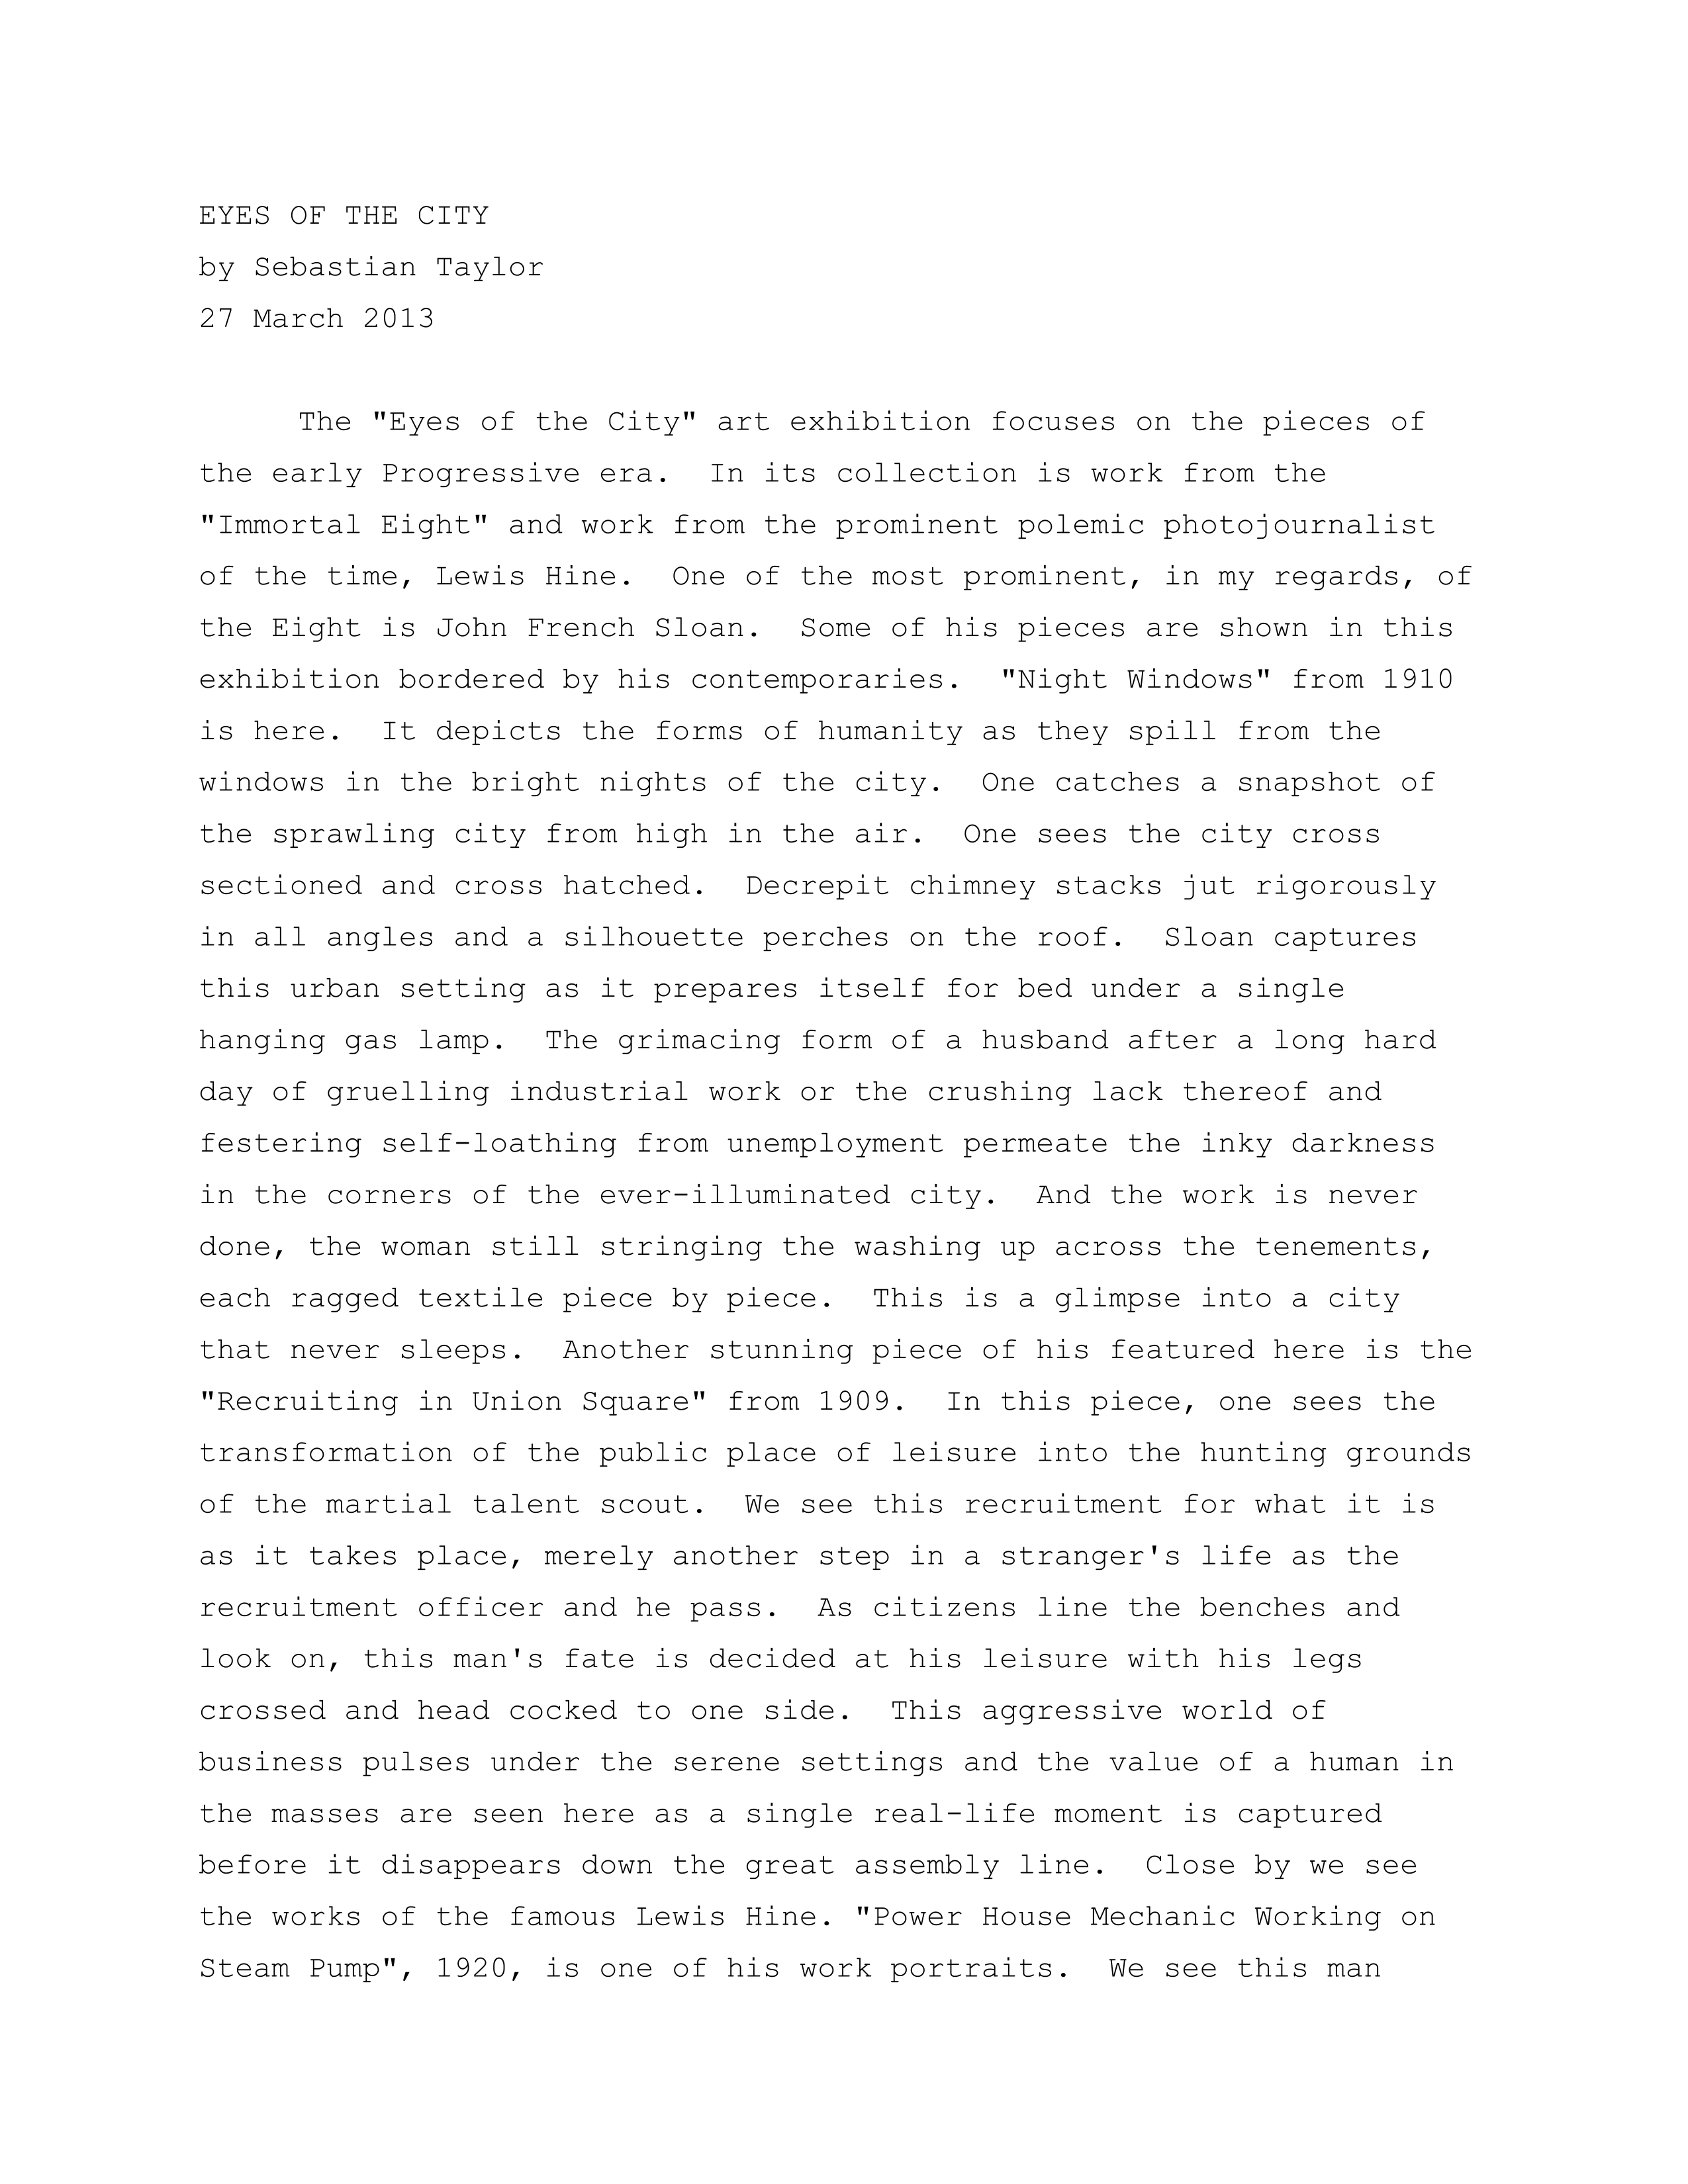 EYES OF THE CITY
by Sebastian Taylor
27 March 2013
The "Eyes of the City" art exhibition focuses on the pieces of
the early Progressive era.  In its collection is work from the
"Immortal Eight" and work from the prominent polemic photojournalist
of the time, Lewis Hine.  One of the most prominent, in my regards, of
the Eight is John French Sloan.  Some of his pieces are shown in this
exhibition bordered by his contemporaries.  "Night Windows" from 1910
is here.  It depicts the forms of humanity as they spill from the
windows in the bright nights of the city.  One catches a snapshot of
the sprawling city from high in the air.  One sees the city cross
sectioned and cross hatched.  Decrepit chimney stacks jut rigorously
in all angles and a silhouette perches on the roof.  Sloan captures
this urban setting as it prepares itself for bed under a single
hanging gas lamp.  The grimacing form of a husband after a long hard
day of gruelling industrial work or the crushing lack thereof and
festering self-loathing from unemployment permeate the inky darkness
in the corners of the ever-illuminated city.  And the work is never
done, the woman still stringing the washing up across the tenements,
each ragged textile piece by piece.  This is a glimpse into a city
that never sleeps.  Another stunning piece of his featured here is the
"Recruiting in Union Square" from 1909.  In this piece, one sees the
transformation of the public place of leisure into the hunting grounds
of the martial talent scout.  We see this recruitment for what it is
as it takes place, merely another step in a stranger's life as the
recruitment officer and he pass.  As citizens line the benches and
look on, this man's fate is decided at his leisure with his legs
crossed and head cocked to one side.  This aggressive world of
business pulses under the serene settings and the value of a human in
the masses are seen here as a single real-life moment is captured
before it disappears down the great assembly line.  Close by we see
the works of the famous Lewis Hine. "Power House Mechanic Working on
Steam Pump", 1920, is one of his work portraits.  We see this man